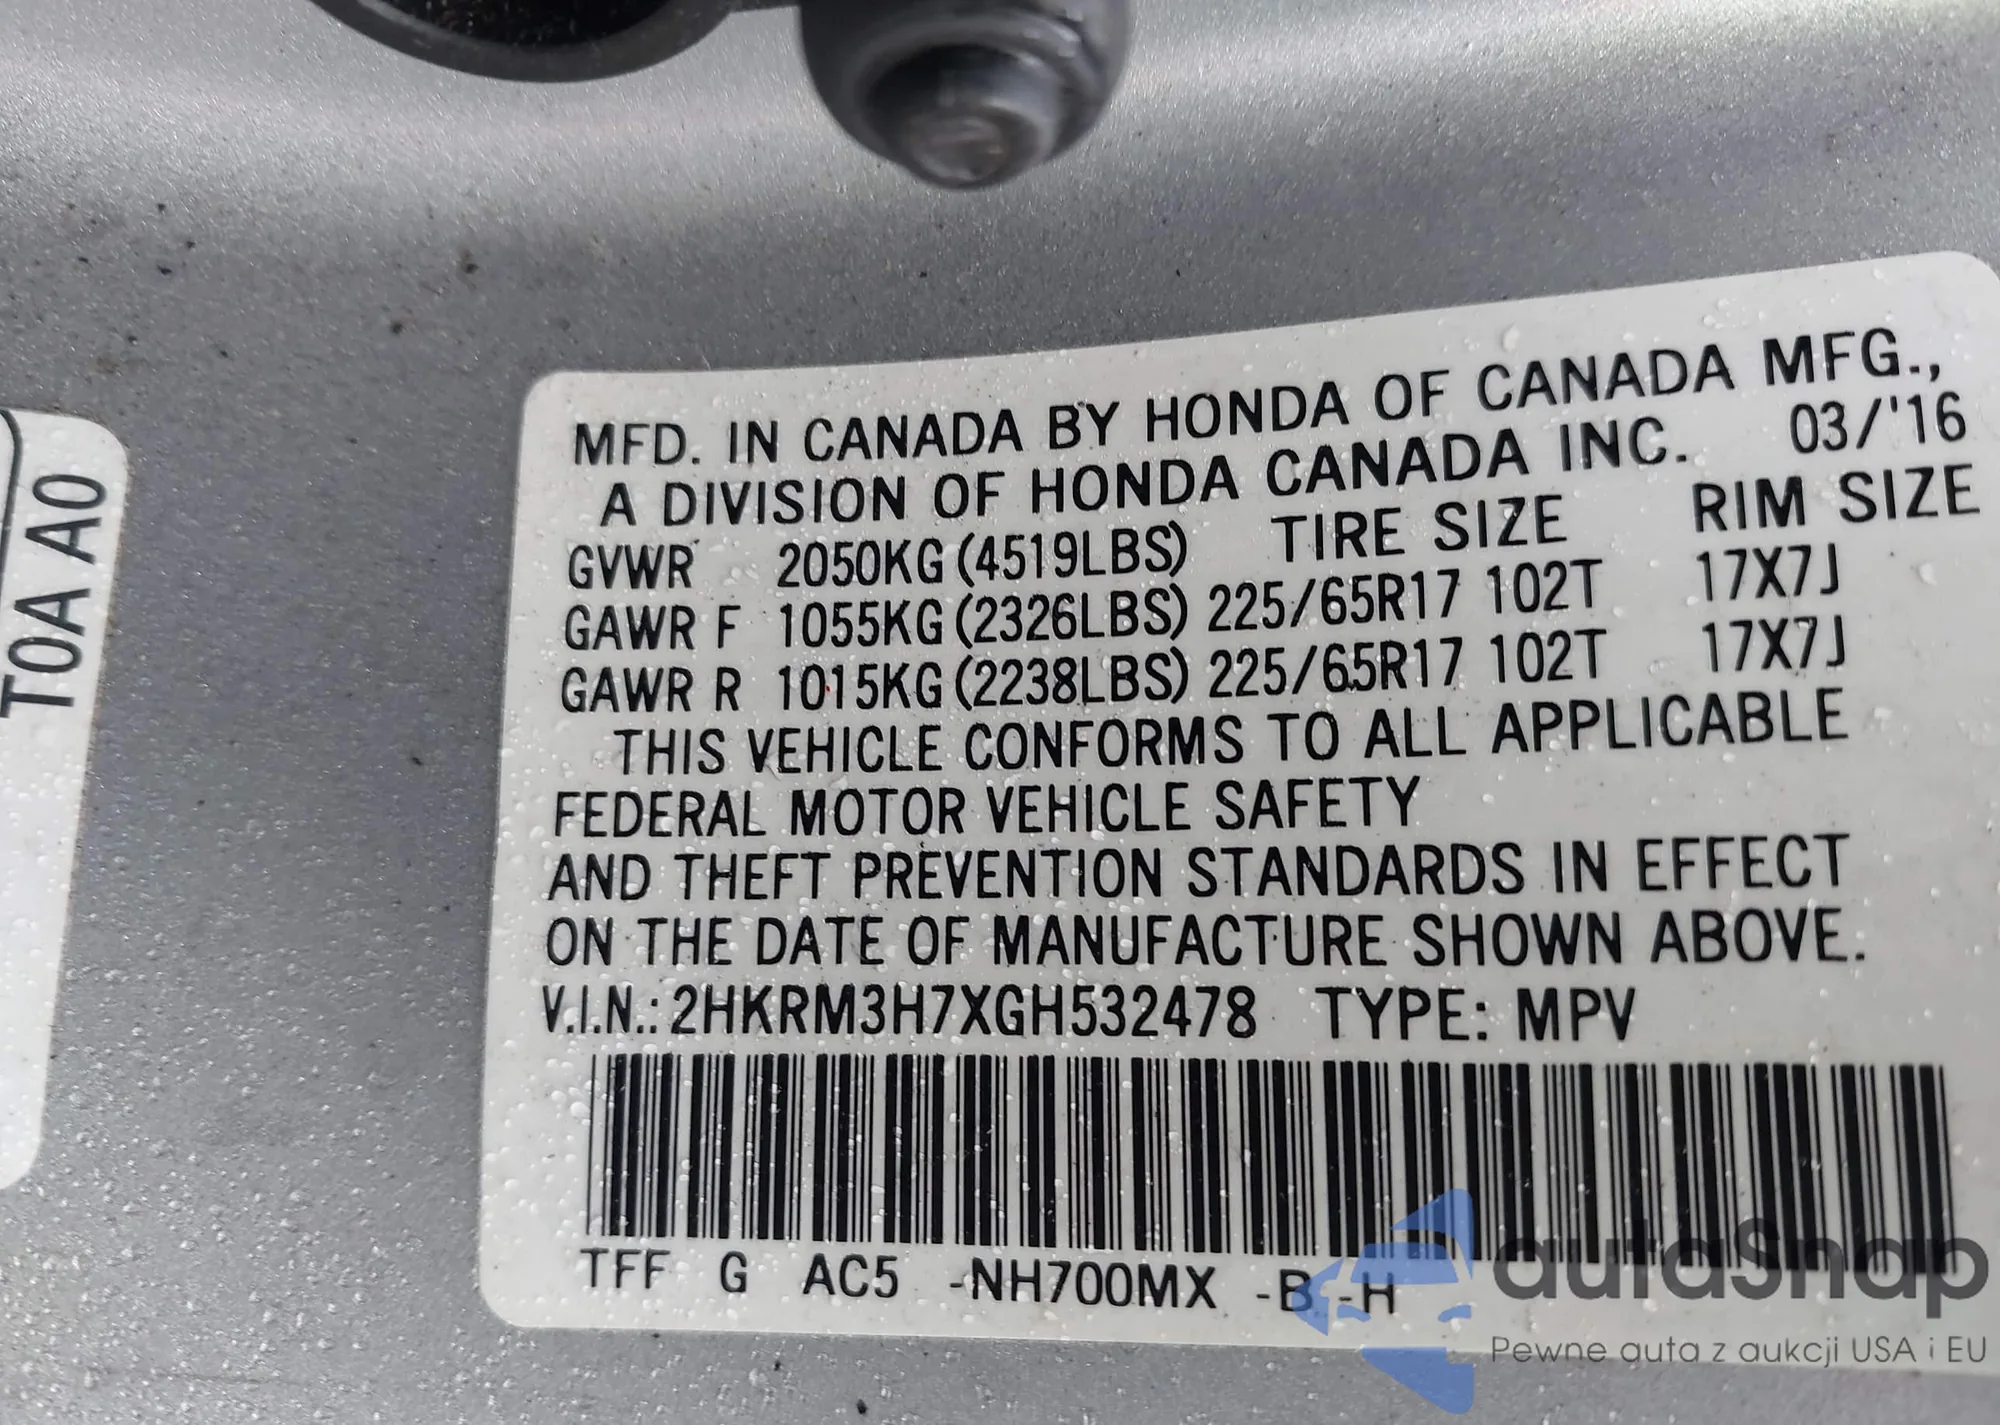 T0A A0
MFD. IN CANADA BY HONDA OF CANADA MFG.,
A DIVISION OF HONDA CANADA INC. 03/'16
GVWR 2050KG (4519LBS) TIRE SIZE RIM SIZE
GAWR F 1055KG (2326LBS) 225/65R17 102T 17X7J
GAWR R 1015KG (2238LBS) 225/65R17 102T 17X7J
THIS VEHICLE CONFORMS TO ALL APPLICABLE
FEDERAL MOTOR VEHICLE SAFETY
AND THEFT PREVENTION STANDARDS IN EFFECT
ON THE DATE OF MANUFACTURE SHOWN ABOVE.
V.I.N.: 2HKRM3H7XGH532478 TYPE: MPV
TFF G AC5 -NH700MX -B -H
autaSnap
Pewne auta z aukcji USA i EU